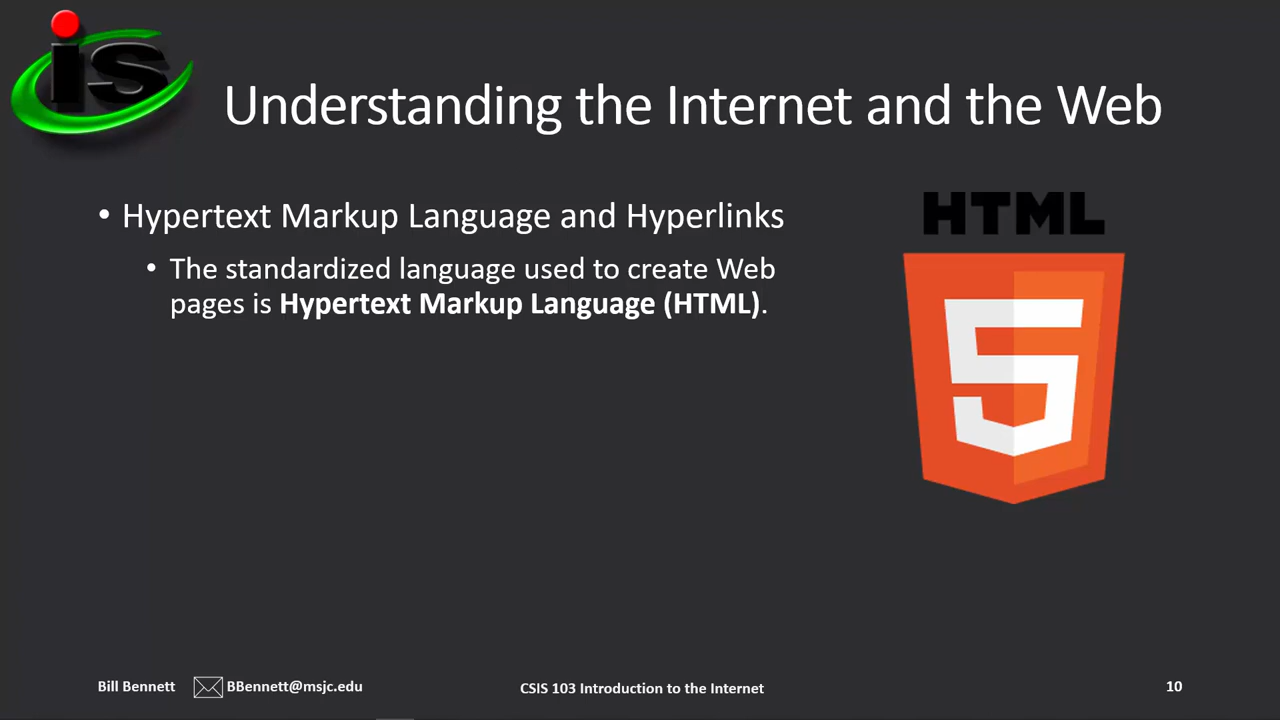 is
Understanding the Internet and the Web
• Hypertext Markup Language and Hyperlinks
• The standardized language used to create Web
pages is Hypertext Markup Language (HTML).
HTML
5
Bill Bennett BBennett@msjc.edu CSIS 103 Introduction to the Internet 10